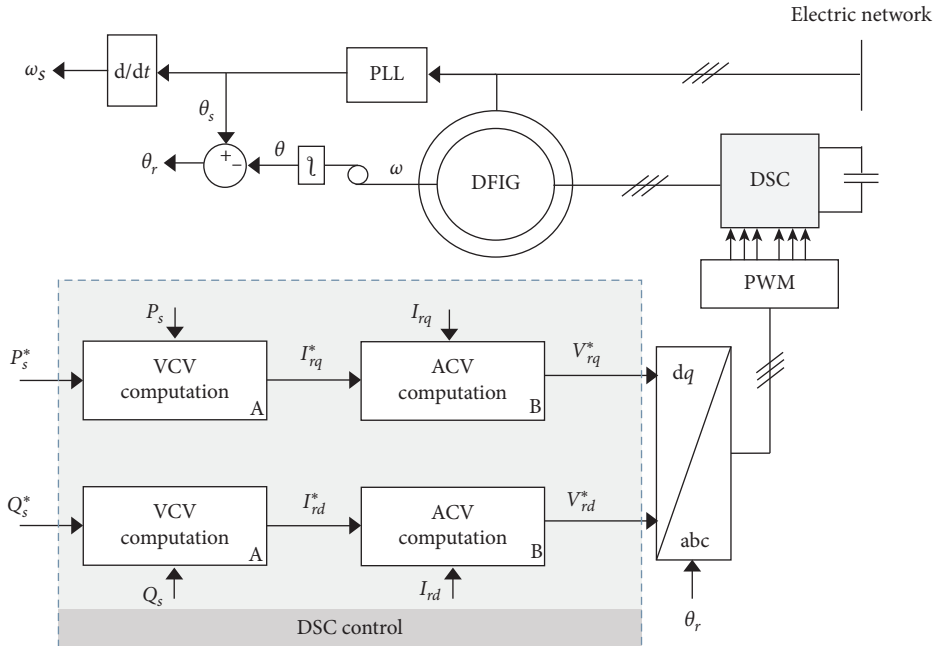 Electric network
ω_s
d/dt
PLL
θ_s
θ_r
+
−
θ
ω
DFIG
DSC
PWM
P_s
I_rq
P_s^*
VCV
computation
A
I_rq^*
ACV
computation
B
V_rq^*
dq
Q_s^*
VCV
computation
A
I_rd^*
ACV
computation
B
V_rd^*
abc
Q_s
I_rd
θ_r
DSC control